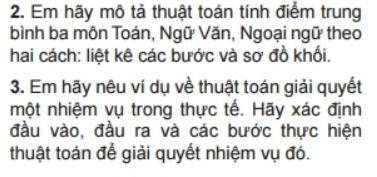 2. Em hãy mô tả thuật toán tính điểm trung
bình ba môn Toán, Ngữ Văn, Ngoại ngữ theo
hai cách: liệt kê các bước và sơ đồ khối.
3. Em hãy nêu ví dụ về thuật toán giải quyết
một nhiệm vụ trong thực tế. Hãy xác định
đầu vào, đầu ra và các bước thực hiện
thuật toán để giải quyết nhiệm vụ đó.